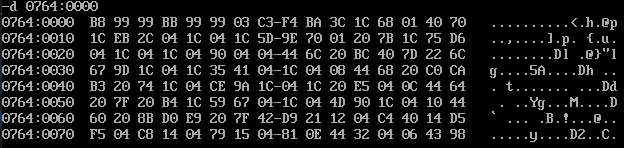 -d 0764:0000
0764:0000  B8 99 99 BB 99 99 03 C3-F4 BA 3C 1C 68 01 40 70   ..........<.h.@p
0764:0010  1C EB 2C 04 1C 04 1C 5D-9E 70 01 20 7B 1C 75 D6   ..,....].p. {.u.
0764:0020  04 1C 04 1C 04 90 04 04-44 6C 20 BC 40 7D 22 6C   ........Dl .@}"l
0764:0030  67 9D 1C 04 1C 35 41 04-1C 04 08 44 68 20 C0 CA   g....5A....Dh ..
0764:0040  B3 20 74 1C 04 CE 9A 1C-04 1C 20 E5 04 0C 44 64   . t....... ...Dd
0764:0050  20 7F 20 B4 1C 59 67 04-1C 04 4D 90 1C 04 10 44    . ..Yg...M....D
0764:0060  60 20 8B D0 E9 20 7F 42-D9 21 12 04 C4 40 14 D5   ` ... .B.!...@..
0764:0070  F5 04 C8 14 04 79 15 04-81 0E 44 32 04 06 43 98   .....y....D2..C.